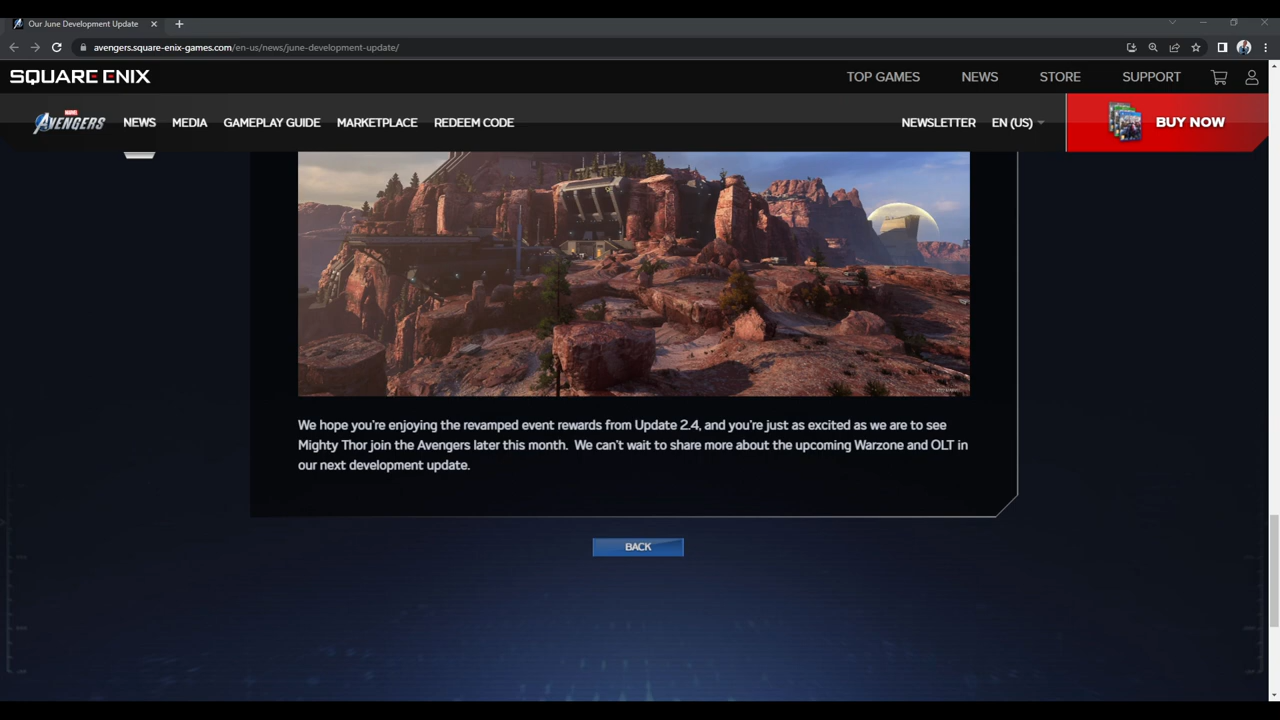 Our June Development Update
avengers.square-enix-games.com/en-us/news/june-development-update/
SQUARE ENIX
TOP GAMES
NEWS
STORE
SUPPORT
MARVEL
AVENGERS
NEWS
MEDIA
GAMEPLAY GUIDE
MARKETPLACE
REDEEM CODE
NEWSLETTER
EN (US)
BUY NOW
We hope you're enjoying the revamped event rewards from Update 2.4, and you're just as excited as we are to see
Mighty Thor join the Avengers later this month. We can't wait to share more about the upcoming Warzone and OLT in
our next development update.
BACK